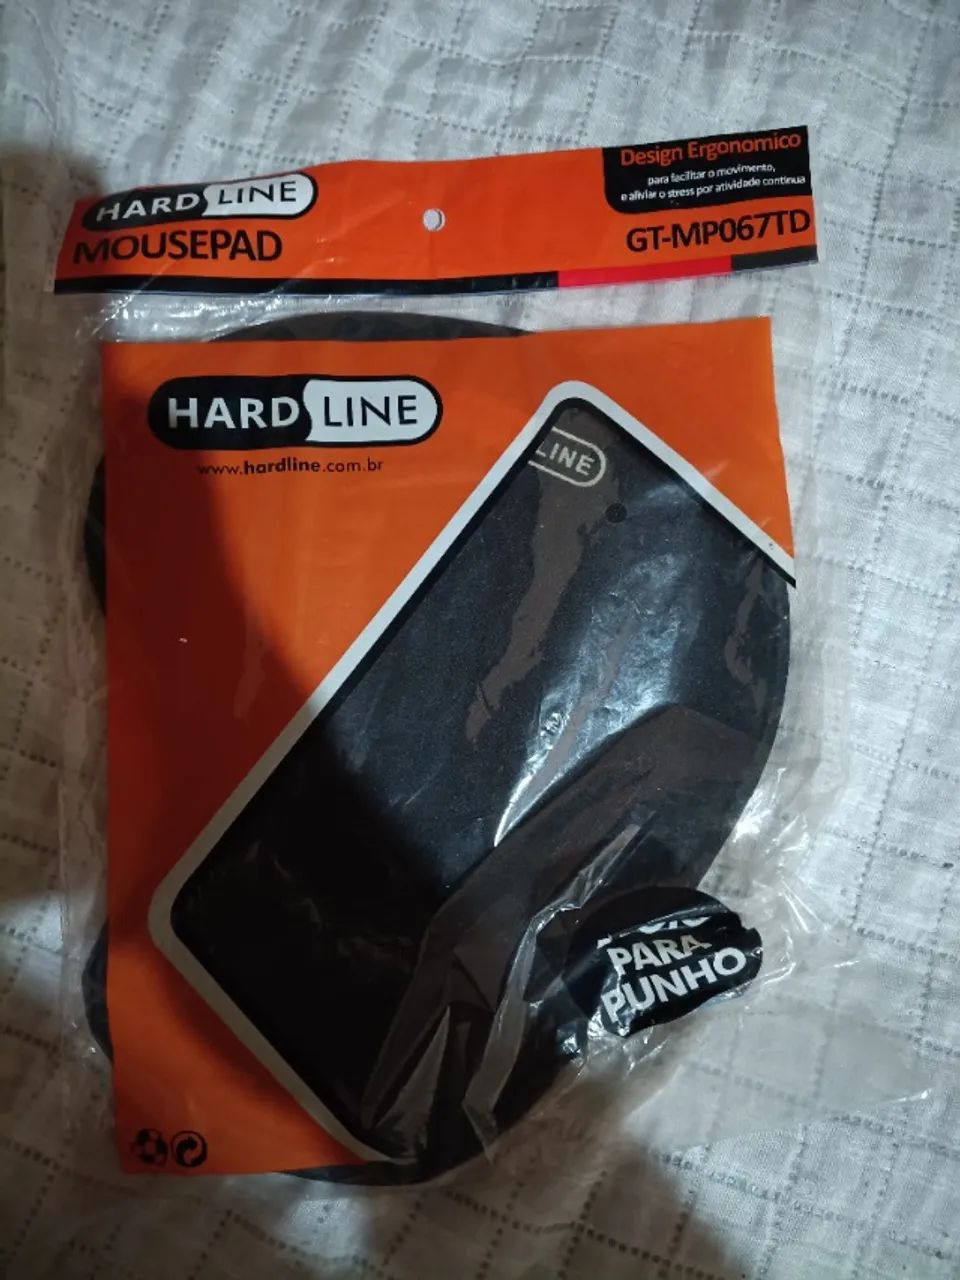 HARD LINE
MOUSEPAD
Design Ergonomico
para facilitar o movimento,
e aliviar o stress por atividade continua
GT-MP067TD
HARD LINE
www.hardline.com.br
LINE
PARA
PUNHO